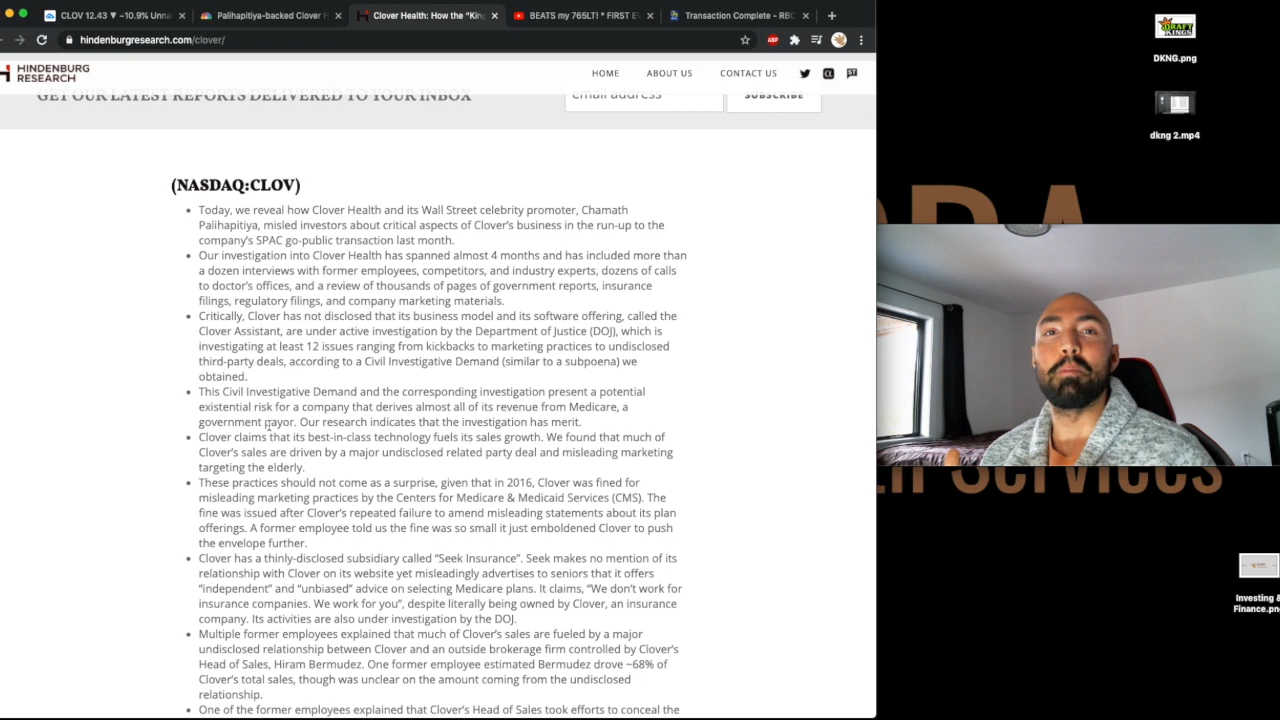 CLOV 12.43 ▼ −10.9% Unna
Palihapitiya-backed Clover H
Clover Health: How the “Kin
BEATS my 765LT! * FIRST E
Transaction Complete - RBC
hindenburgresearch.com/clover/
ABP
HINDENBURG
RESEARCH
HOME
ABOUT US
CONTACT US
GET OUR LATEST REPORTS DELIVERED TO YOUR INBOX
email address
SUBSCRIBE
(NASDAQ:CLOV)
Today, we reveal how Clover Health and its Wall Street celebrity promoter, Chamath
Palihapitiya, misled investors about critical aspects of Clover’s business in the run-up to the
company’s SPAC go-public transaction last month.
Our investigation into Clover Health has spanned almost 4 months and has included more than
a dozen interviews with former employees, competitors, and industry experts, dozens of calls
to doctor’s offices, and a review of thousands of pages of government reports, insurance
filings, regulatory filings, and company marketing materials.
Critically, Clover has not disclosed that its business model and its software offering, called the
Clover Assistant, are under active investigation by the Department of Justice (DOJ), which is
investigating at least 12 issues ranging from kickbacks to marketing practices to undisclosed
third-party deals, according to a Civil Investigative Demand (similar to a subpoena) we
obtained.
This Civil Investigative Demand and the corresponding investigation present a potential
existential risk for a company that derives almost all of its revenue from Medicare, a
government payor. Our research indicates that the investigation has merit.
Clover claims that its best-in-class technology fuels its sales growth. We found that much of
Clover’s sales are driven by a major undisclosed related party deal and misleading marketing
targeting the elderly.
These practices should not come as a surprise, given that in 2016, Clover was fined for
misleading marketing practices by the Centers for Medicare & Medicaid Services (CMS). The
fine was issued after Clover’s repeated failure to amend misleading statements about its plan
offerings. A former employee told us the fine was so small it just emboldened Clover to push
the envelope further.
Clover has a thinly-disclosed subsidiary called “Seek Insurance”. Seek makes no mention of its
relationship with Clover on its website yet misleadingly advertises to seniors that it offers
“independent” and “unbiased” advice on selecting Medicare plans. It claims, “We don’t work for
insurance companies. We work for you”, despite literally being owned by Clover, an insurance
company. Its activities are also under investigation by the DOJ.
Multiple former employees explained that much of Clover’s sales are fueled by a major
undisclosed relationship between Clover and an outside brokerage firm controlled by Clover’s
Head of Sales, Hiram Bermudez. One former employee estimated Bermudez drove ~68% of
Clover’s total sales, though was unclear on the amount coming from the undisclosed
relationship.
One of the former employees explained that Clover’s Head of Sales took efforts to conceal the
DRAFT
KINGS
DKNG.png
dkng 2.mp4
Services
Investing &
Finance.pn